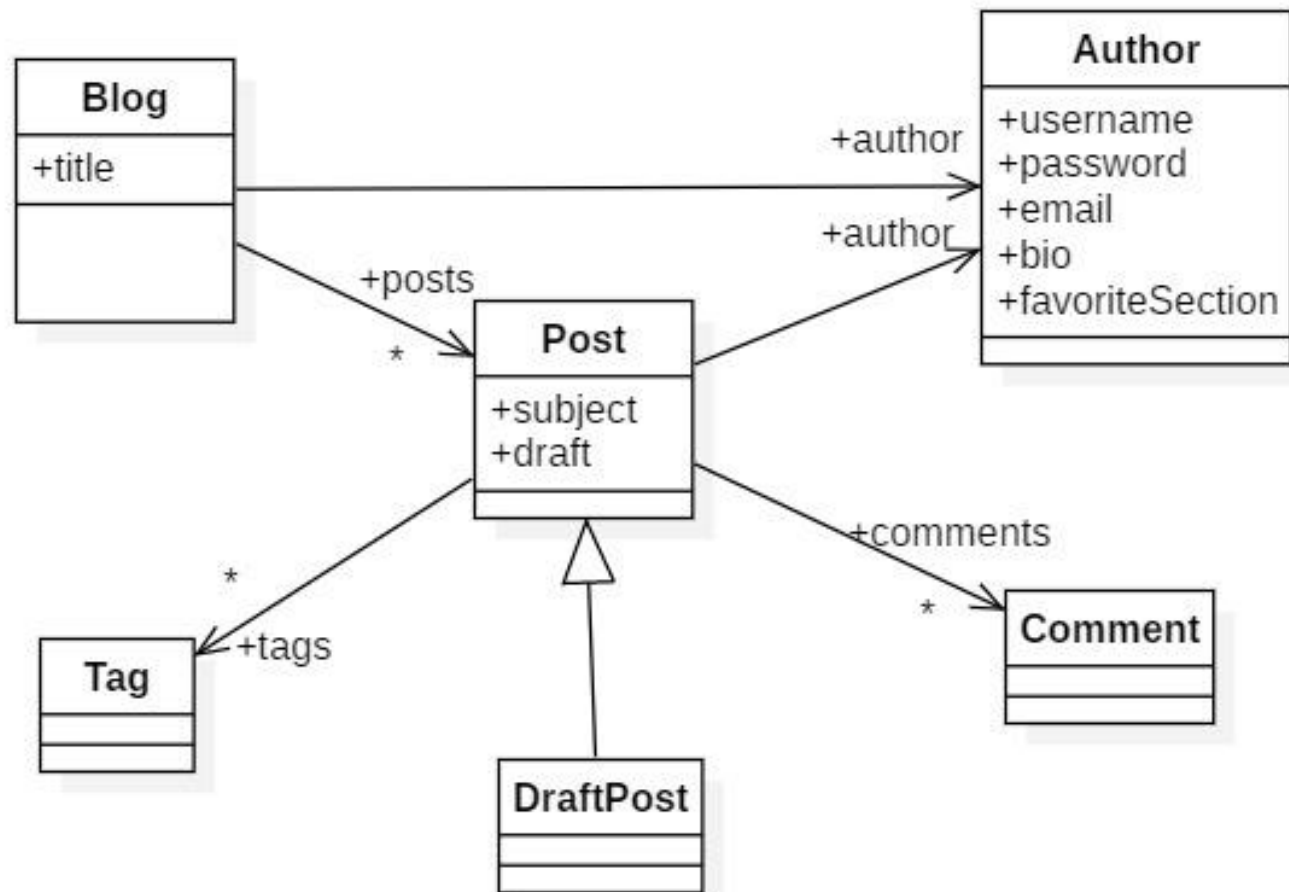 Blog
+title
Author
+username
+password
+email
+bio
+favoriteSection
+author
+author
+posts
*
Post
+subject
+draft
*
+tags
+comments
*
Tag
Comment
DraftPost